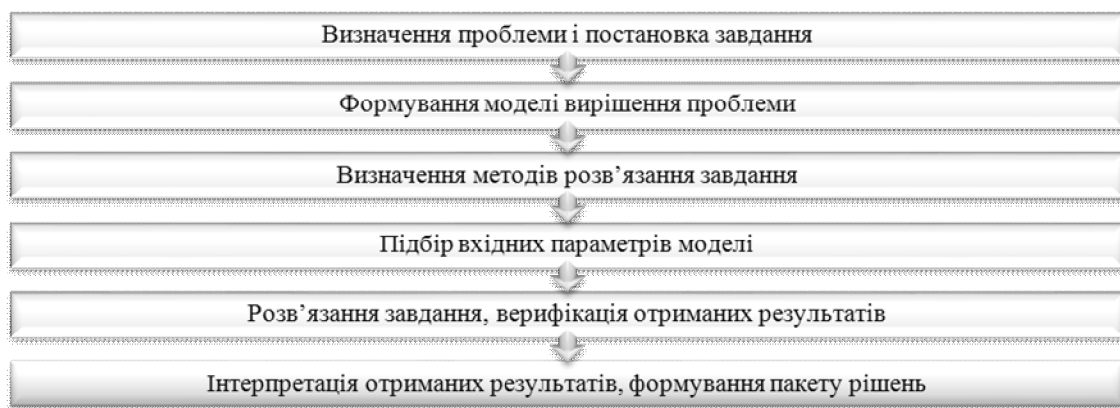 Визначення проблеми і постановка завдання
Формування моделі вирішення проблеми
Визначення методів розв’язання завдання
Підбір вхідних параметрів моделі
Розв’язання завдання, верифікація отриманих результатів
Інтерпретація отриманих результатів, формування пакету рішень